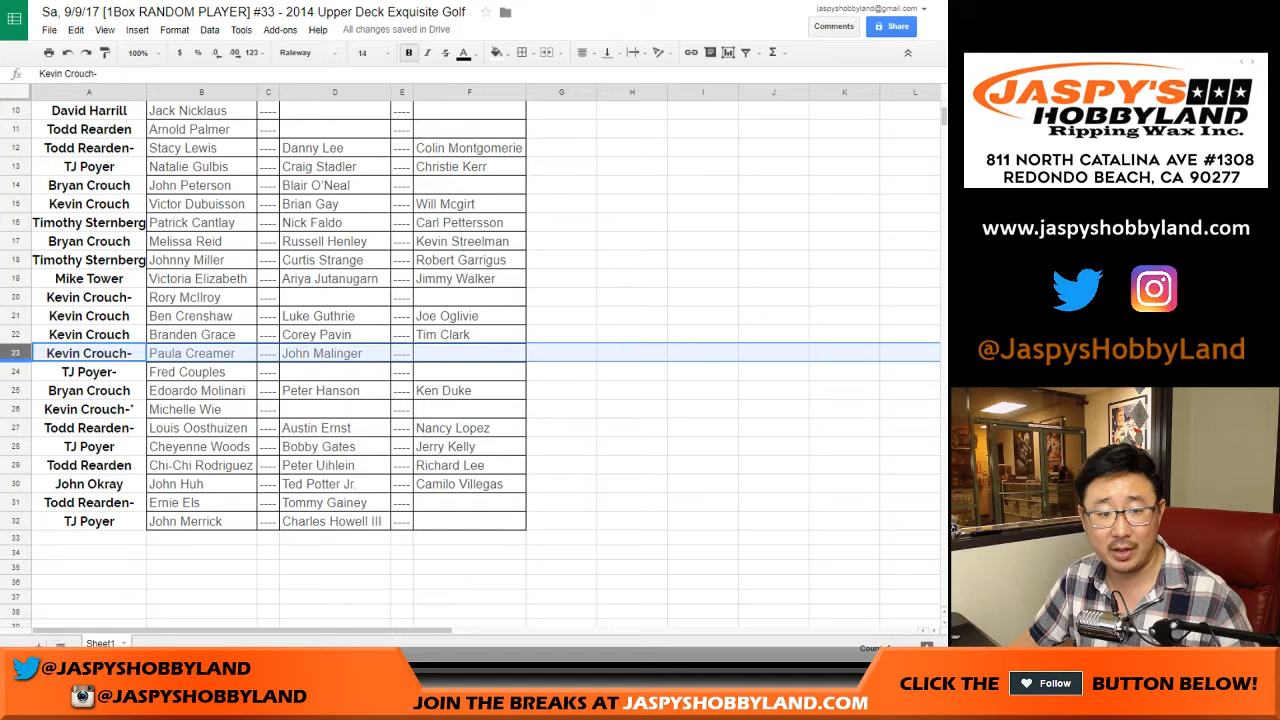 Sa, 9/9/17 [1Box RANDOM PLAYER] #33 - 2014 Upper Deck Exquisite Golf
jaspyshobbyland@gmail.com
File Edit View Insert Format Data Tools Add-ons Help All changes saved in Drive
Comments Share
100% $ % .0 .00 123 Raleway 14 B I S A Σ
fx Kevin Crouch-
A B C D E F G H I J K L
10 David Harrill Jack Nicklaus ---- ----
11 Todd Rearden Arnold Palmer ---- ----
12 Todd Rearden- Stacy Lewis ---- Danny Lee ---- Colin Montgomerie
13 TJ Poyer Natalie Gulbis ---- Craig Stadler ---- Christie Kerr
14 Bryan Crouch John Peterson ---- Blair O'Neal ----
15 Kevin Crouch Victor Dubuisson ---- Brian Gay ---- Will Mcgirt
16 Timothy Sternberg Patrick Cantlay ---- Nick Faldo ---- Carl Pettersson
17 Bryan Crouch Melissa Reid ---- Russell Henley ---- Kevin Streelman
18 Timothy Sternberg Johnny Miller ---- Curtis Strange ---- Robert Garrigus
19 Mike Tower Victoria Elizabeth ---- Ariya Jutanugarn ---- Jimmy Walker
20 Kevin Crouch- Rory McIlroy ---- ----
21 Kevin Crouch Ben Crenshaw ---- Luke Guthrie ---- Joe Oglivie
22 Kevin Crouch Branden Grace ---- Corey Pavin ---- Tim Clark
23 Kevin Crouch- Paula Creamer ---- John Malinger ----
24 TJ Poyer- Fred Couples ---- ----
25 Bryan Crouch Edoardo Molinari ---- Peter Hanson ---- Ken Duke
26 Kevin Crouch-* Michelle Wie ---- ----
27 Todd Rearden- Louis Oosthuizen ---- Austin Ernst ---- Nancy Lopez
28 TJ Poyer Cheyenne Woods ---- Bobby Gates ---- Jerry Kelly
29 Todd Rearden Chi-Chi Rodriguez ---- Peter Uihlein ---- Richard Lee
30 John Okray John Huh ---- Ted Potter Jr. ---- Camilo Villegas
31 Todd Rearden- Ernie Els ---- Tommy Gainey ----
32 TJ Poyer John Merrick ---- Charles Howell III ----
33
34
35
36
37
38
Sheet1
JASPY'S
HOBBYLAND
Ripping Wax Inc.
811 NORTH CATALINA AVE #1308
REDONDO BEACH, CA 90277
www.jaspyshobbyland.com
@JaspysHobbyLand
@JASPYSHOBBYLAND
@JASPYSHOBBYLAND
JOIN THE BREAKS AT JASPYSHOBBYLAND.COM
CLICK THE Follow BUTTON BELOW!